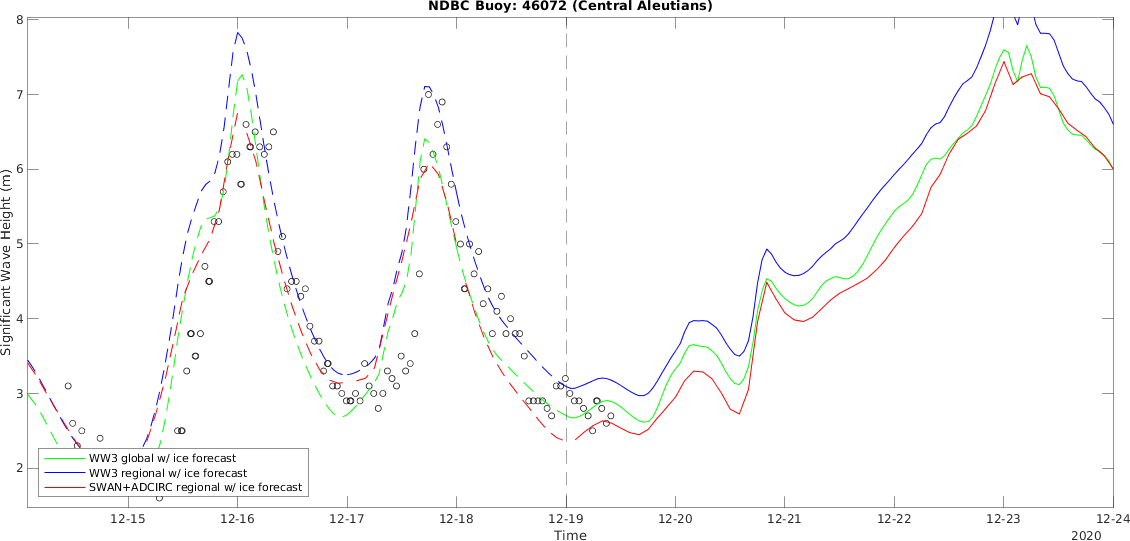 NDBC Buoy: 46072 (Central Aleutians)
8
7
6
5
4
3
2
Significant Wave Height (m)
WW3 global w/ ice forecast
WW3 regional w/ ice forecast
SWAN+ADCIRC regional w/ ice forecast
12-15 12-16 12-17 12-18 12-19 12-20 12-21 12-22 12-23 12-24
Time
2020